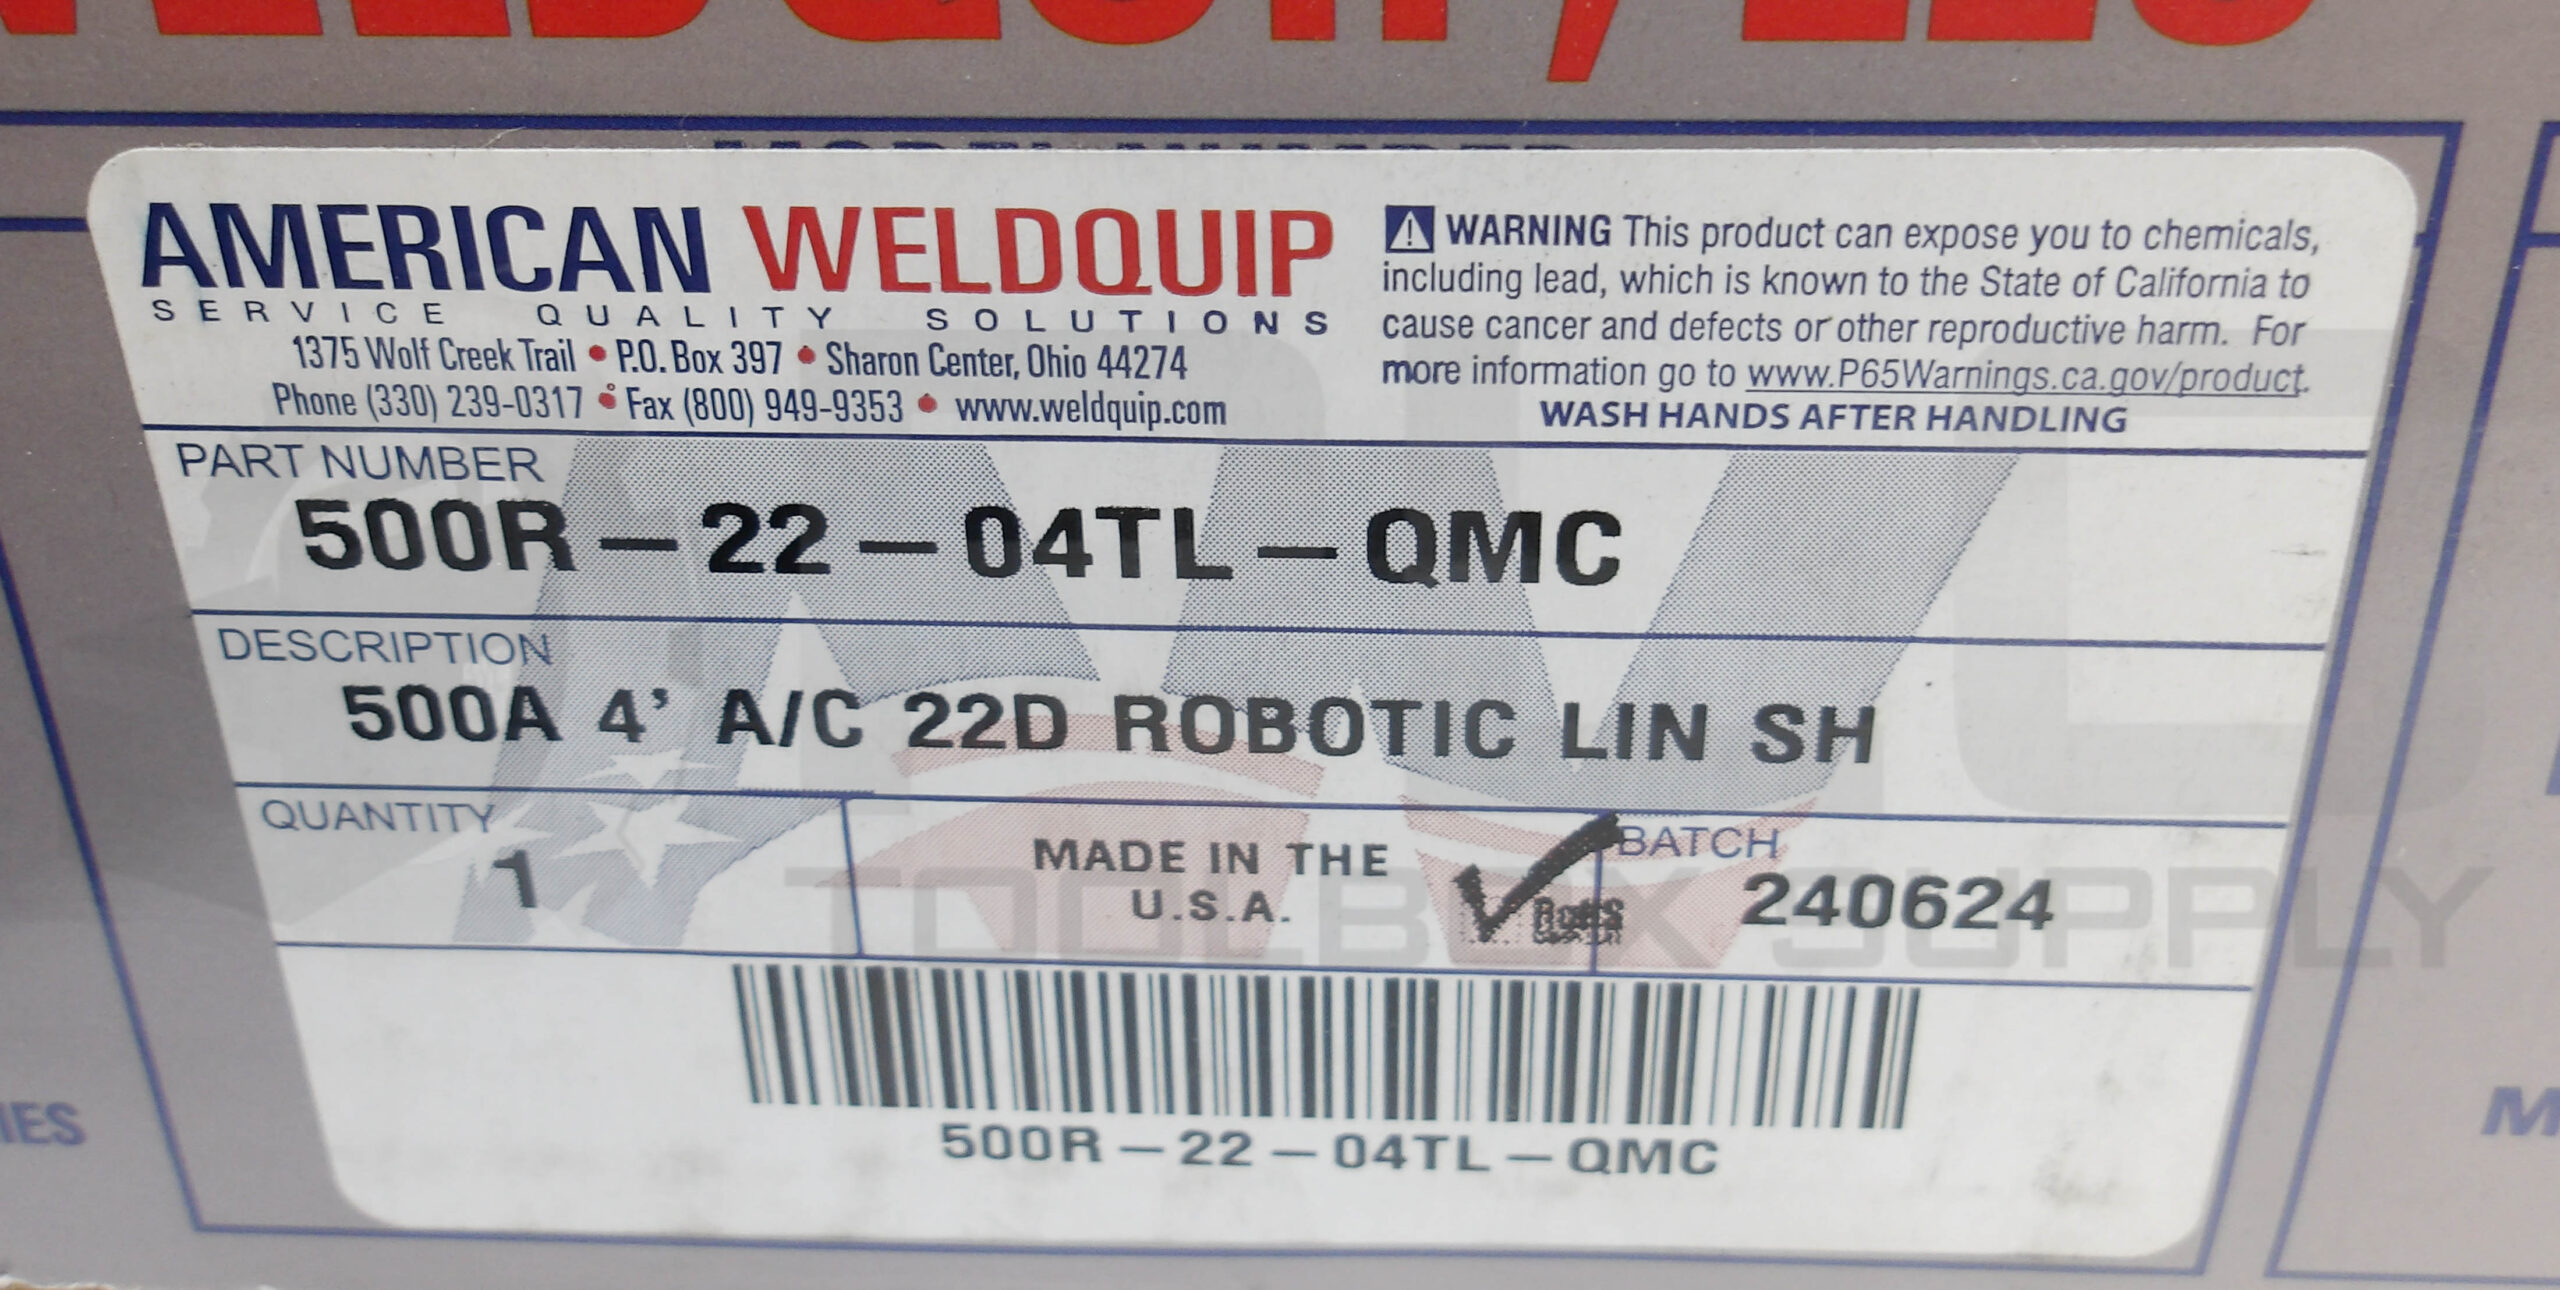 AMERICAN WELDQUIP
SERVICE QUALITY SOLUTIONS
1375 Wolf Creek Trail • P.O. Box 397 • Sharon Center, Ohio 44274
Phone (330) 239-0317 • Fax (800) 949-9353 • www.weldquip.com
⚠ WARNING This product can expose you to chemicals,
including lead, which is known to the State of California to
cause cancer and defects or other reproductive harm. For
more information go to www.P65Warnings.ca.gov/product.
WASH HANDS AFTER HANDLING
PART NUMBER
500R-22-04TL-QMC
DESCRIPTION
500A 4' A/C 22D ROBOTIC LIN SH
QUANTITY
1
MADE IN THE
U.S.A.
RoHS
BATCH
240624
TOOLBOX SUPPLY
500R-22-04TL-QMC
IES
M